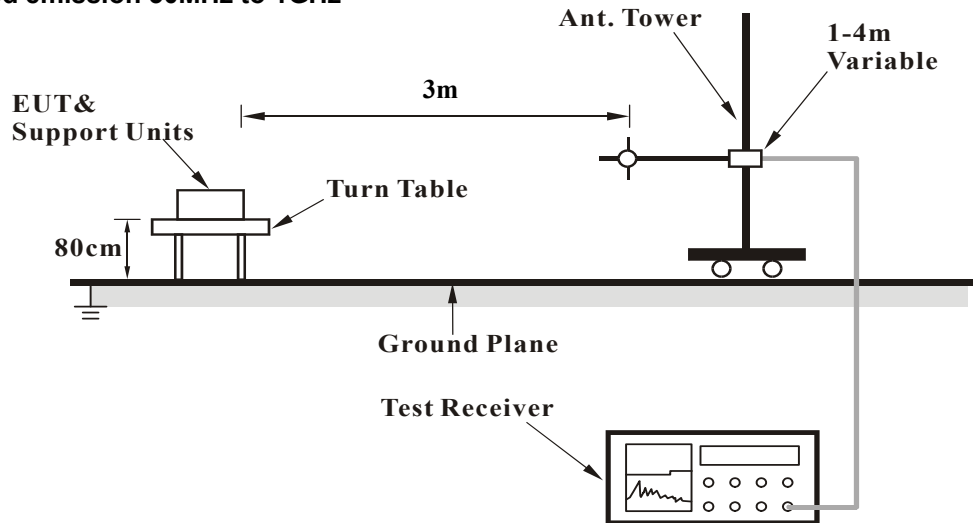 Ant. Tower
1-4m
Variable
3m
EUT&
Support Units
Turn Table
80cm
Ground Plane
Test Receiver